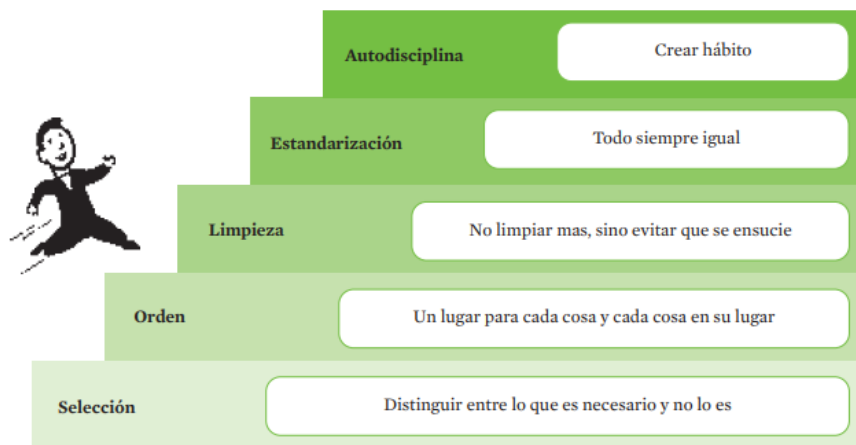 Autodisciplina
Crear hábito
Estandarización
Todo siempre igual
Limpieza
No limpiar mas, sino evitar que se ensucie
Orden
Un lugar para cada cosa y cada cosa en su lugar
Selección
Distinguir entre lo que es necesario y no lo es